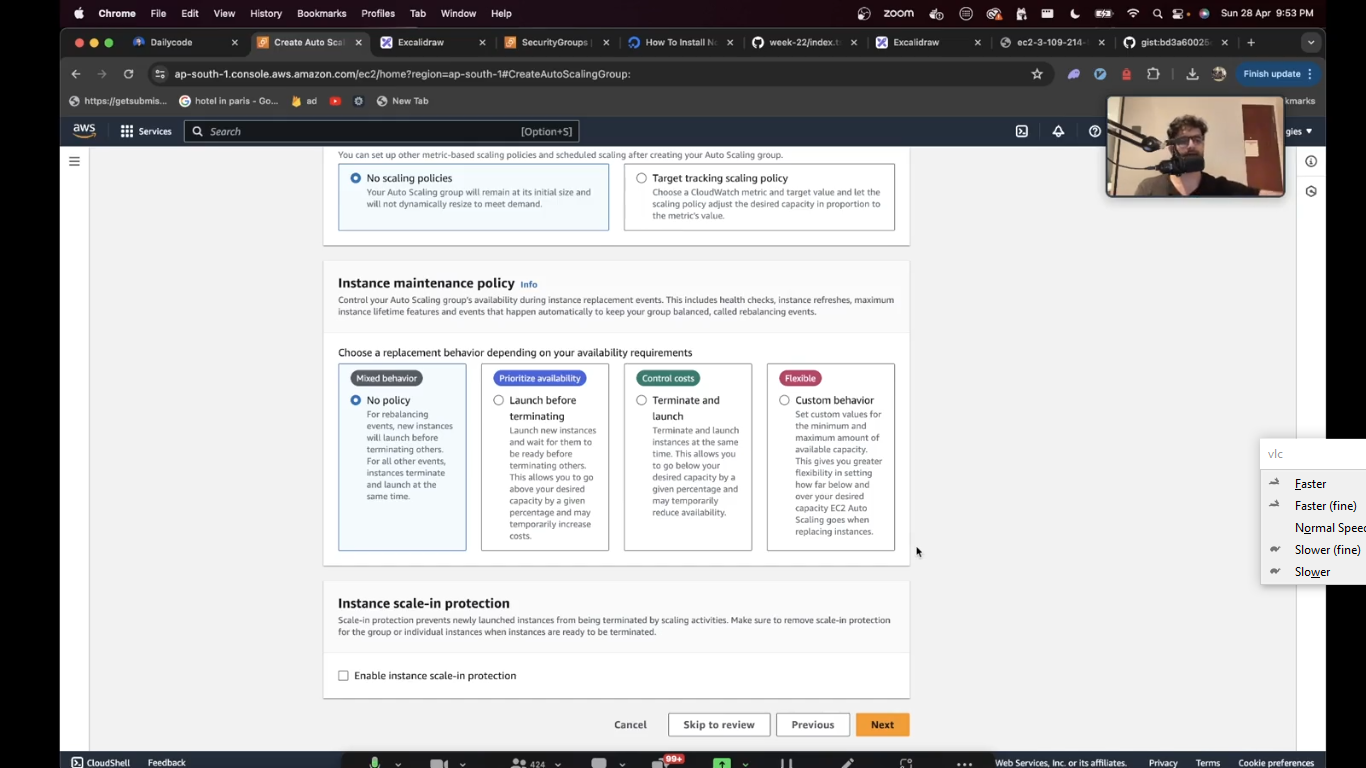 Chrome File Edit View History Bookmarks Profiles Tab Window Help zoom Sun 28 Apr 9:53 PM
Dailycode Create Auto Scal Excalidraw SecurityGroups How To Install No week-22/index.t Excalidraw ec2-3-109-214- gist:bd3a60025
ap-south-1.console.aws.amazon.com/ec2/home?region=ap-south-1#CreateAutoScalingGroup: Finish update
https://getsubmis... hotel in paris - Go... ad New Tab kmarks
aws Services Search [Option+S] gies
You can set up other metric-based scaling policies and scheduled scaling after creating your Auto Scaling group.
No scaling policies
Your Auto Scaling group will remain at its initial size and
will not dynamically resize to meet demand.
Target tracking scaling policy
Choose a CloudWatch metric and target value and let the
scaling policy adjust the desired capacity in proportion to
the metric's value.
Instance maintenance policy Info
Control your Auto Scaling group's availability during instance replacement events. This includes health checks, instance refreshes, maximum
instance lifetime features and events that happen automatically to keep your group balanced, called rebalancing events.
Choose a replacement behavior depending on your availability requirements
Mixed behavior
No policy
For rebalancing
events, new instances
will launch before
terminating others.
For all other events,
instances terminate
and launch at the
same time.
Prioritize availability
Launch before
terminating
Launch new instances
and wait for them to
be ready before
terminating others.
This allows you to go
above your desired
capacity by a given
percentage and may
temporarily increase
costs.
Control costs
Terminate and
launch
Terminate and launch
instances at the same
time. This allows you
to go below your
desired capacity by a
given percentage and
may temporarily
reduce availability.
Flexible
Custom behavior
Set custom values for
the minimum and
maximum amount of
available capacity.
This gives you greater
flexibility in setting
how far below and
over your desired
capacity EC2 Auto
Scaling goes when
replacing instances.
vlc
Faster
Faster (fine)
Normal Speed
Slower (fine)
Slower
Instance scale-in protection
Scale-in protection prevents newly launched instances from being terminated by scaling activities. Make sure to remove scale-in protection
for the group or individual instances when instances are ready to be terminated.
Enable instance scale-in protection
Cancel Skip to review Previous Next
CloudShell Feedback 424 99+ Web Services, Inc. or its affiliates. Privacy Terms Cookie preferences